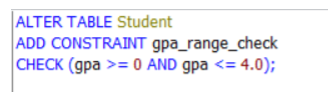 ALTER TABLE Student
ADD CONSTRAINT gpa_range_check
CHECK (gpa >= 0 AND gpa <= 4.0);